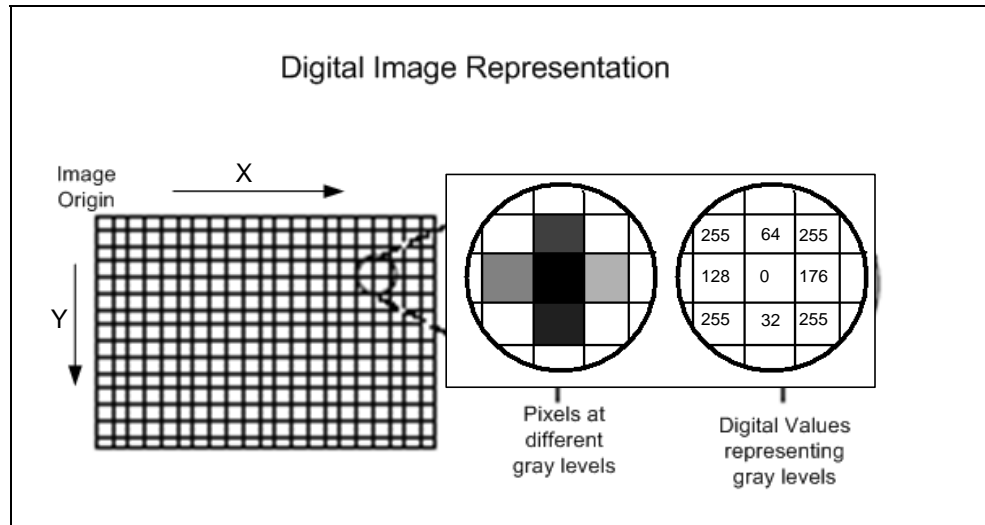 Digital Image Representation
Image
Origin
X
Y
255 64 255
128 0 176
255 32 255
Pixels at
different
gray levels
Digital Values
representing
gray levels